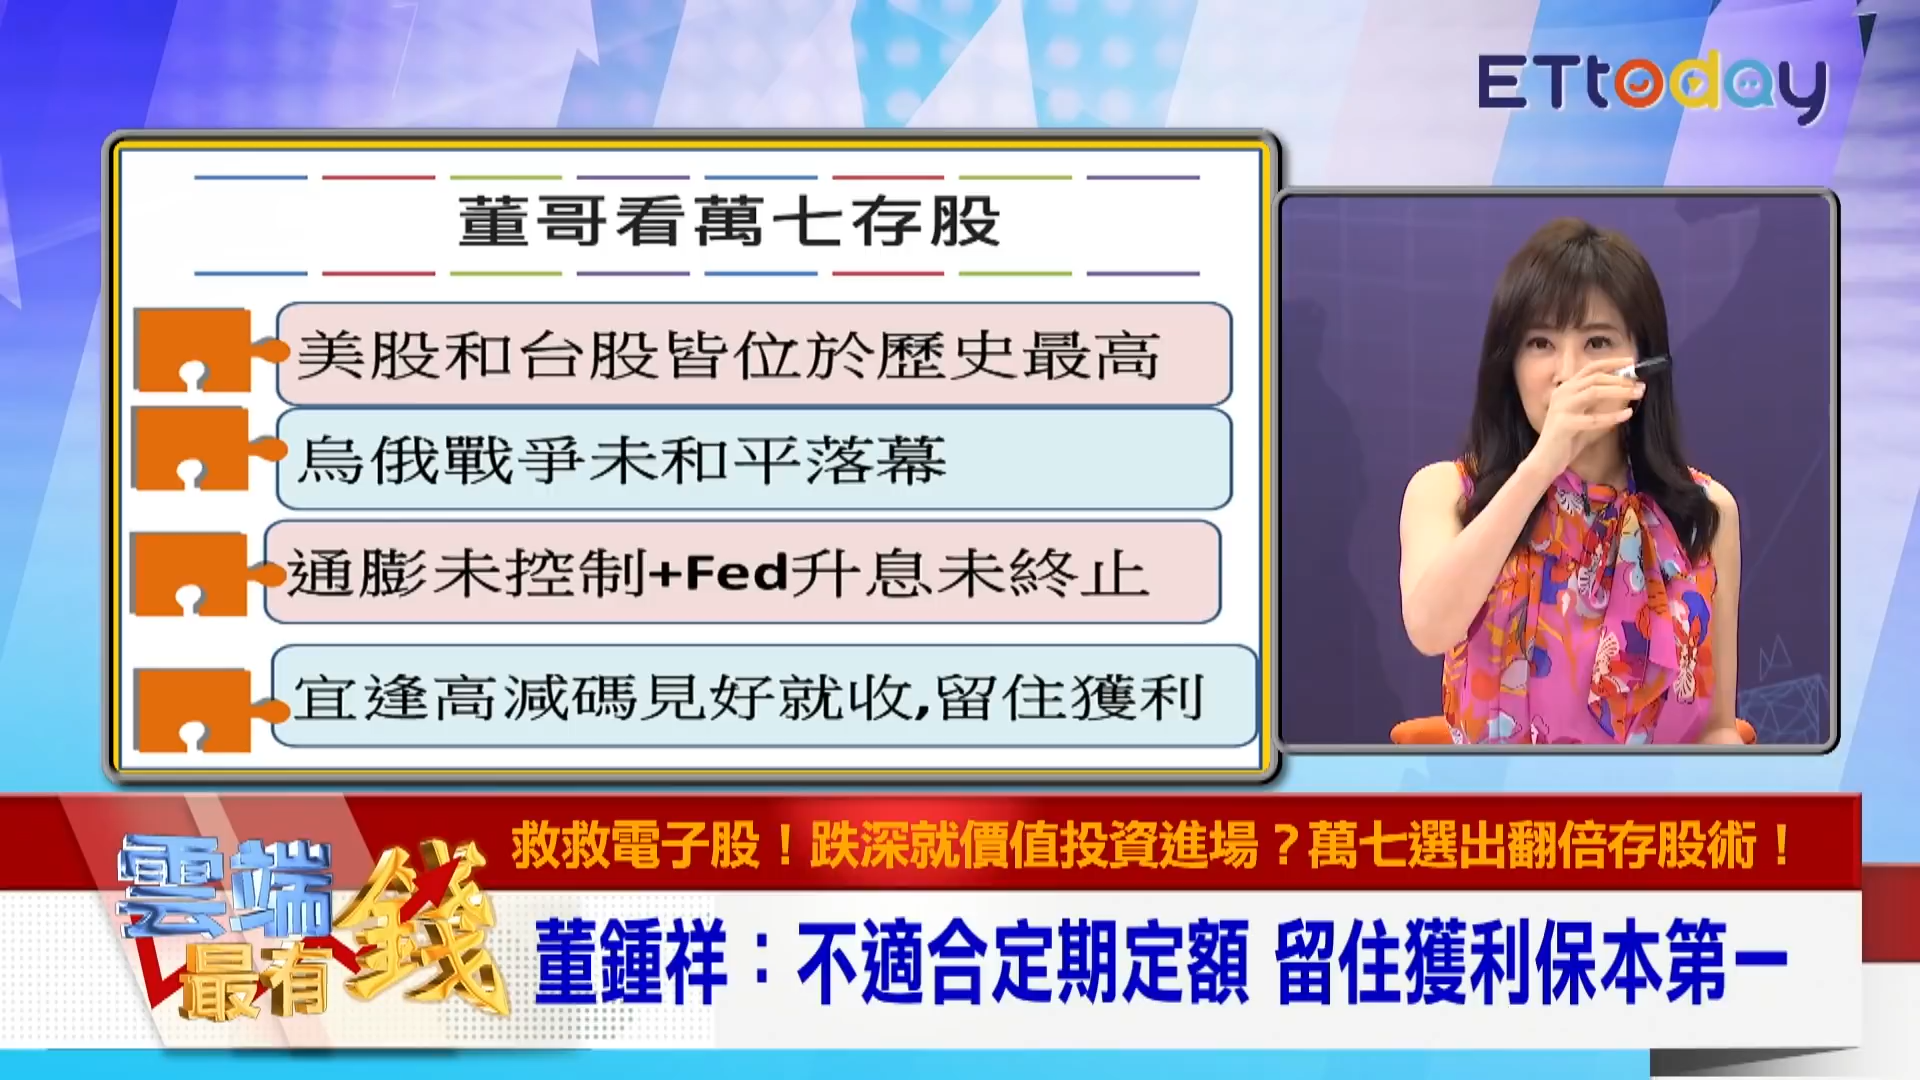 ETtoday
董哥看萬七存股
美股和台股皆位於歷史最高
烏俄戰爭未和平落幕
通膨未控制+Fed升息未終止
宜逢高減碼見好就收,留住獲利
救救電子股！跌深就價值投資進場？萬七選出翻倍存股術！
雲端最有錢
董鍾祥：不適合定期定額 留住獲利保本第一